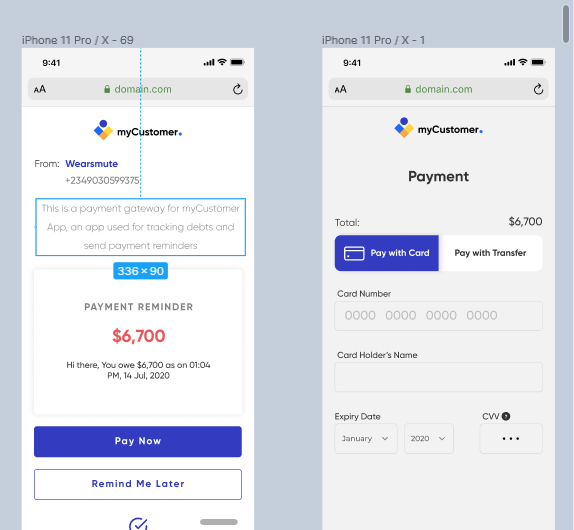 iPhone 11 Pro / X - 69
9:41
AA
domain.com
myCustomer.
From: Wearsmute
+2349030599375
This is a payment gateway for myCustomer
App, an app used for tracking debts and
send payment reminders
336 × 90
PAYMENT REMINDER
$6,700
Hi there, You owe $6,700 as on 01:04
PM, 14 Jul, 2020
Pay Now
Remind Me Later
iPhone 11 Pro / X - 1
9:41
AA
domain.com
myCustomer.
Payment
Total: $6,700
Pay with Card Pay with Transfer
Card Number
0000 0000 0000 0000
Card Holder's Name
Expiry Date CVV ?
January 2020 •••